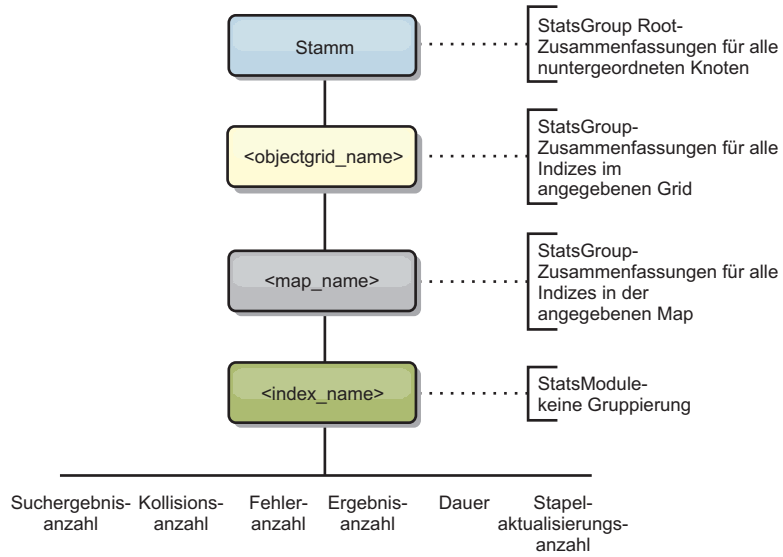 Stamm
StatsGroup Root-
Zusammenfassungen für alle
nuntergeordneten Knoten
<objectgrid_name>
StatsGroup-
Zusammenfassungen für alle
Indizes im
angegebenen Grid
<map_name>
StatsGroup-
Zusammenfassungen für alle
Indizes in der
angegebenen Map
<index_name>
StatsModule-
keine Gruppierung
Suchergebnis-
anzahl
Kollisions-
anzahl
Fehler-
anzahl
Ergebnis-
anzahl
Dauer
Stapel-
aktualisierungs-
anzahl